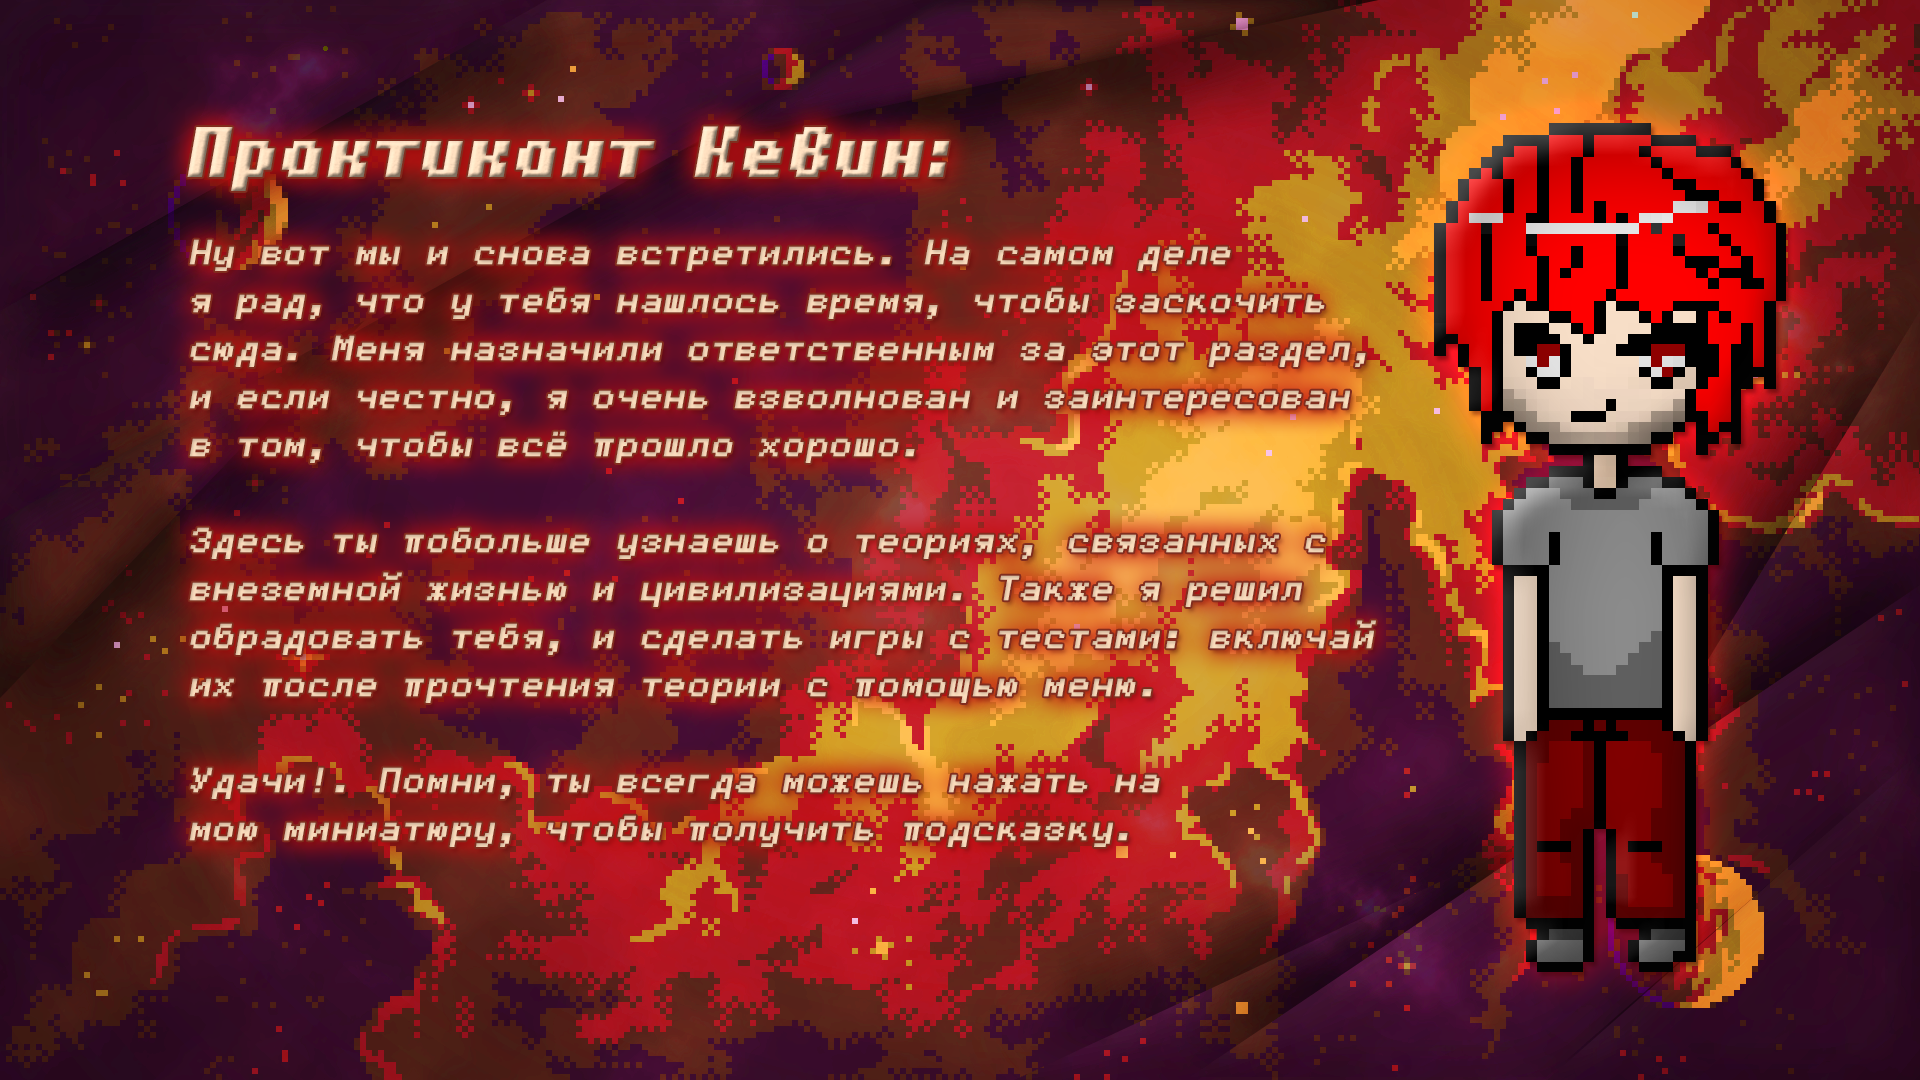 Практикант Кевин:
Ну вот мы и снова встретились. На самом деле
я рад, что у тебя нашлось время, чтобы заскочить
сюда. Меня назначили ответственным за этот раздел,
и если честно, я очень взволнован и заинтересован
в том, чтобы всё прошло хорошо.
Здесь ты побольше узнаешь о теориях, связанных с
внеземной жизнью и цивилизациями. Также я решил
обрадовать тебя, и сделать игры с тестами: включай
их после прочтения теории с помощью меню.
Удачи!. Помни, ты всегда можешь нажать на
мою миниатюру, чтобы получить подсказку.